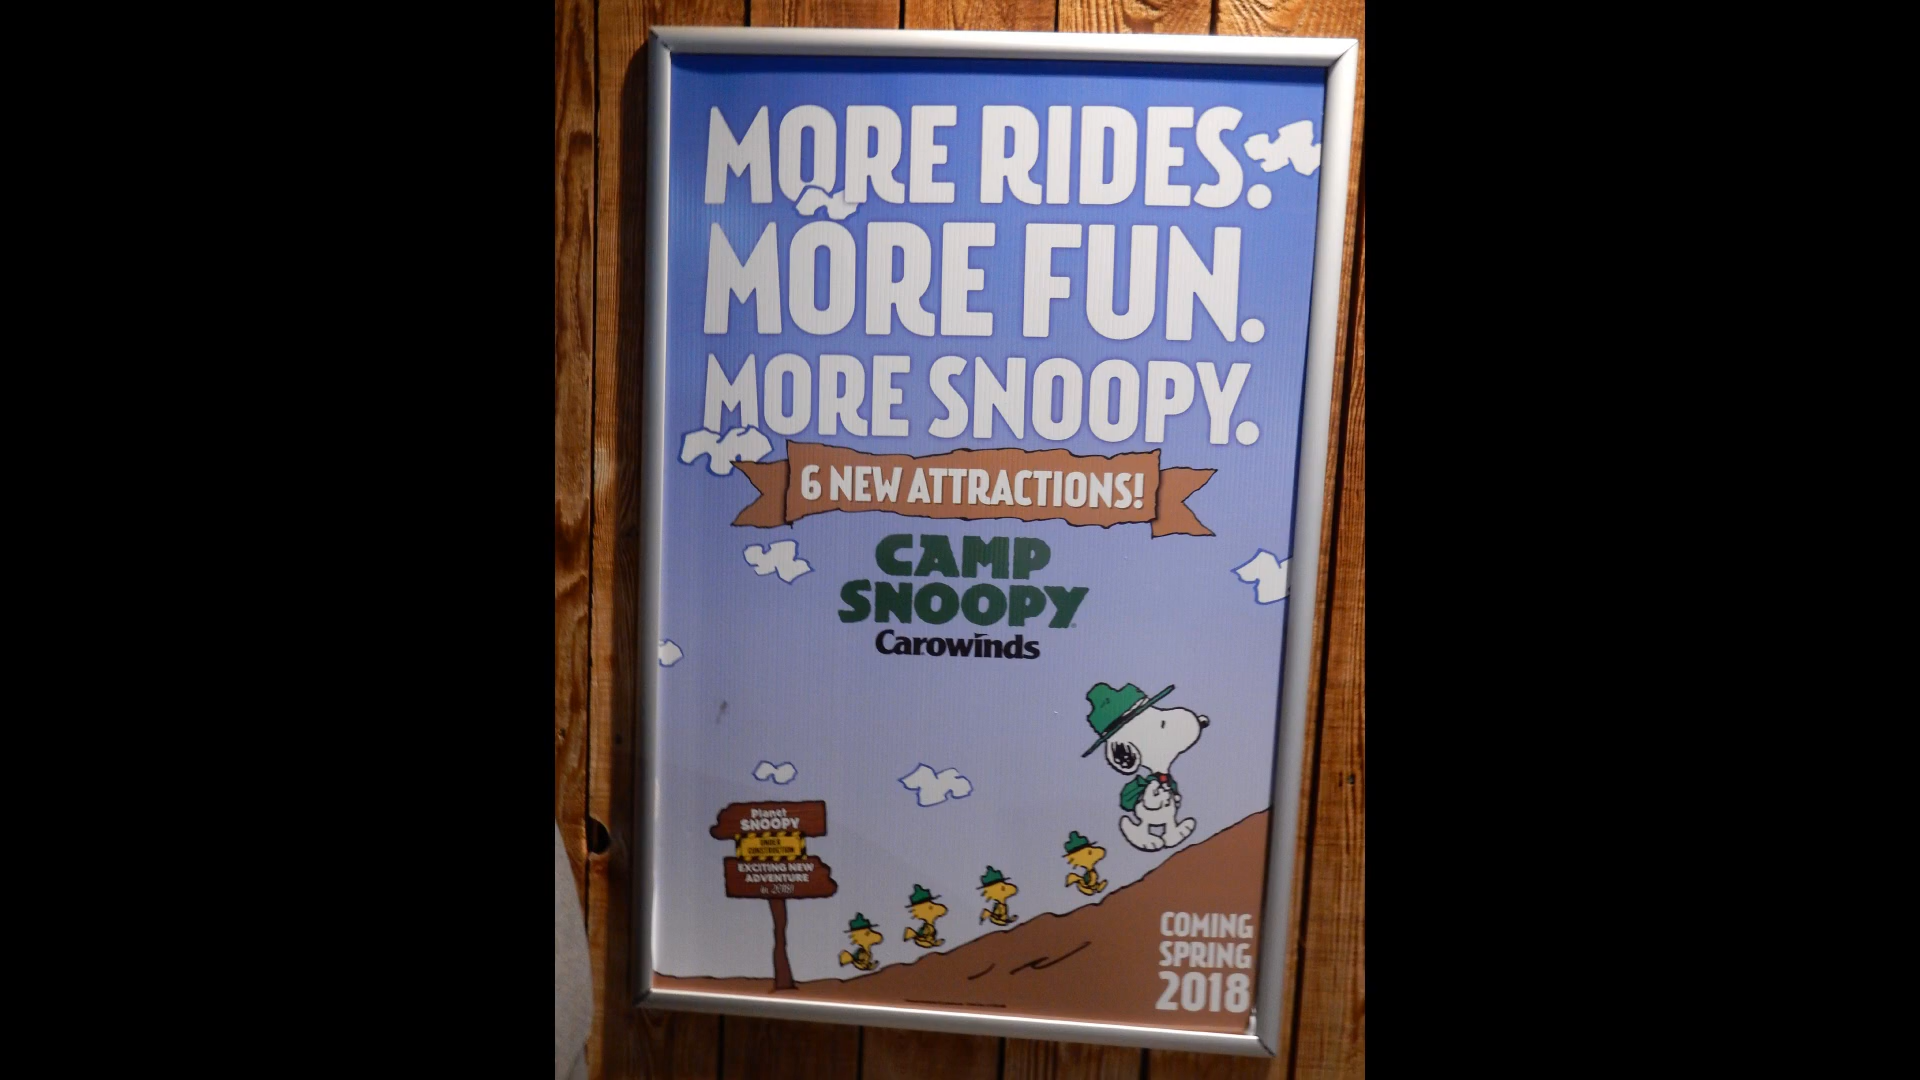 MORE RIDES.
MORE FUN.
MORE SNOOPY.
6 NEW ATTRACTIONS!
CAMP
SNOOPY
Carowinds
Planet
SNOOPY
UNDER
CONSTRUCTION
EXCITING NEW
ADVENTURE
in 2018!
COMING
SPRING
2018